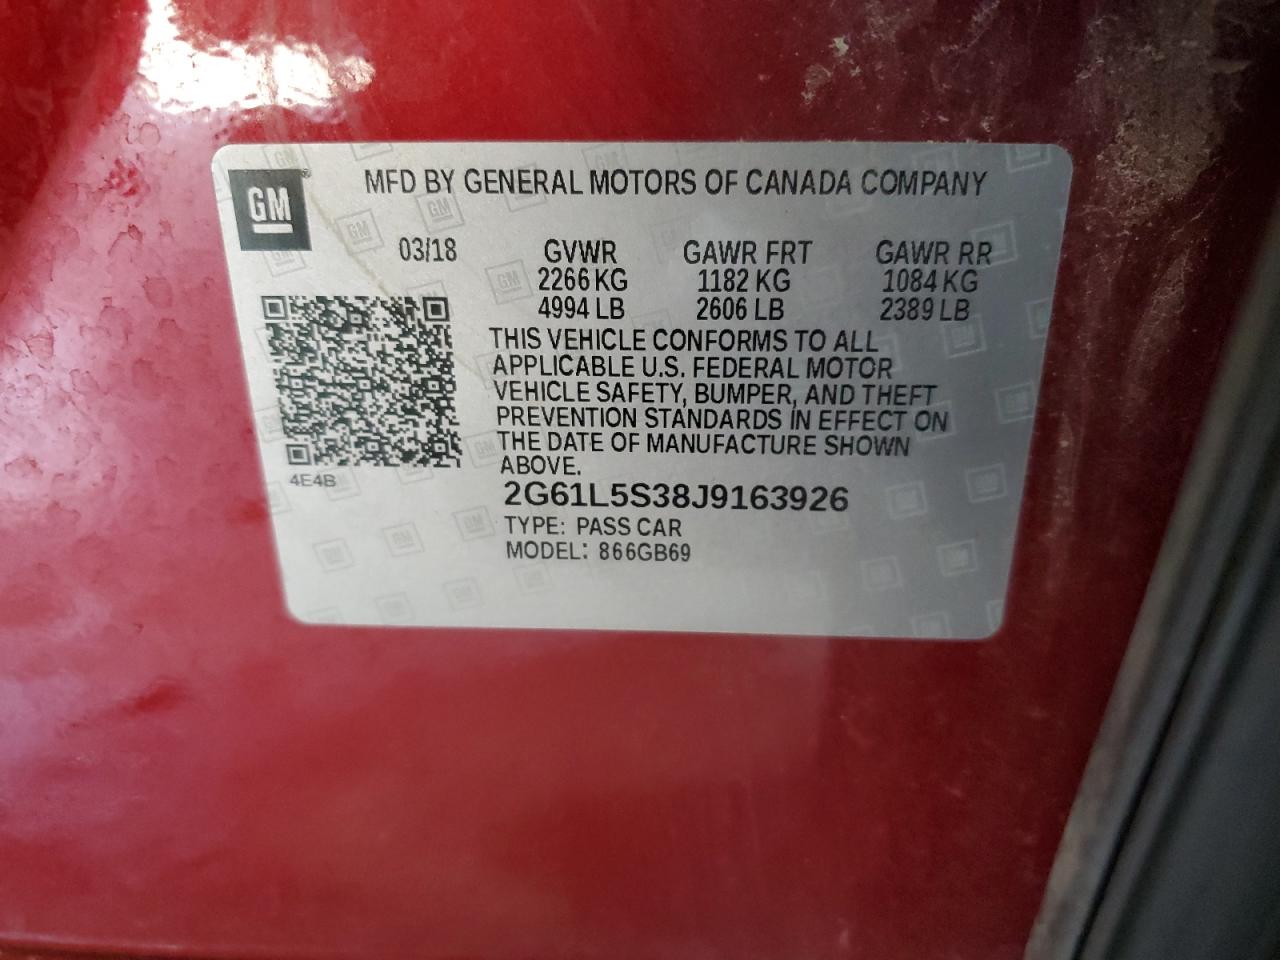 GM
MFD BY GENERAL MOTORS OF CANADA COMPANY
03/18 GVWR GAWR FRT GAWR RR
2266 KG 1182 KG 1084 KG
4994 LB 2606 LB 2389 LB
THIS VEHICLE CONFORMS TO ALL
APPLICABLE U.S. FEDERAL MOTOR
VEHICLE SAFETY, BUMPER, AND THEFT
PREVENTION STANDARDS IN EFFECT ON
THE DATE OF MANUFACTURE SHOWN
ABOVE.
4E4B
2G61L5S38J9163926
TYPE: PASS CAR
MODEL: 866GB69